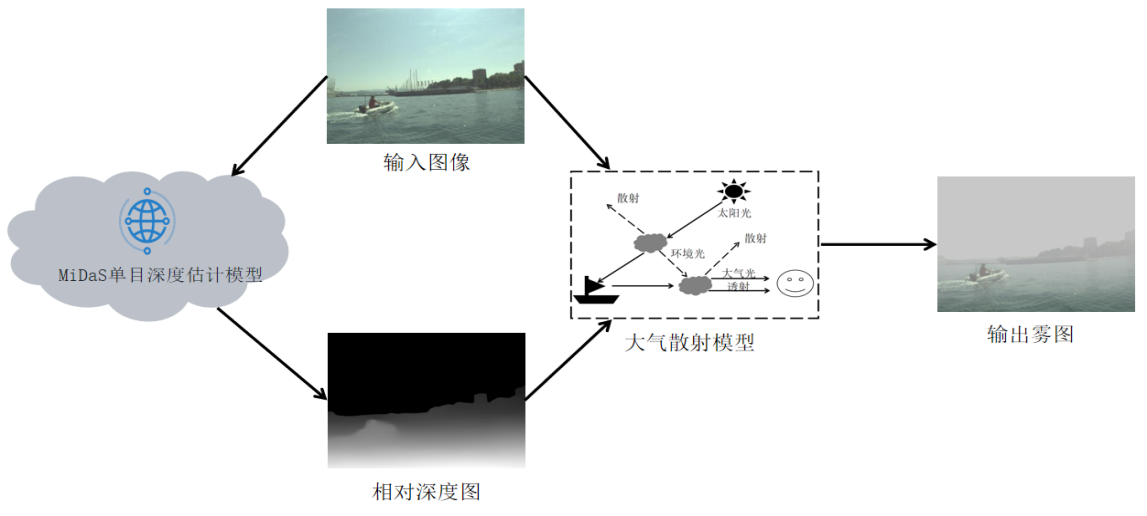 输入图像
MiDaS单目深度估计模型
散射
太阳光
环境光
散射
大气光
透射
大气散射模型
输出雾图
相对深度图